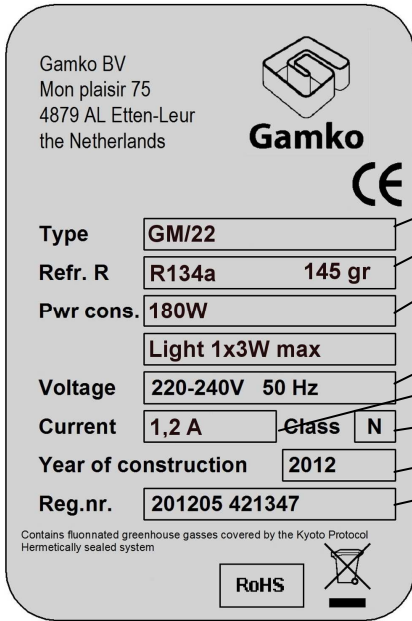 Gamko BV
Mon plaisir 75
4879 AL Etten-Leur
the Netherlands
Gamko
CE
Type GM/22
Refr. R R134a 145 gr
Pwr cons. 180W
Light 1x3W max
Voltage 220-240V 50 Hz
Current 1,2 A Class N
Year of construction 2012
Reg.nr. 201205 421347
Contains fluonnated greenhouse gasses covered by the Kyoto Protocol
Hermetically sealed system
RoHS